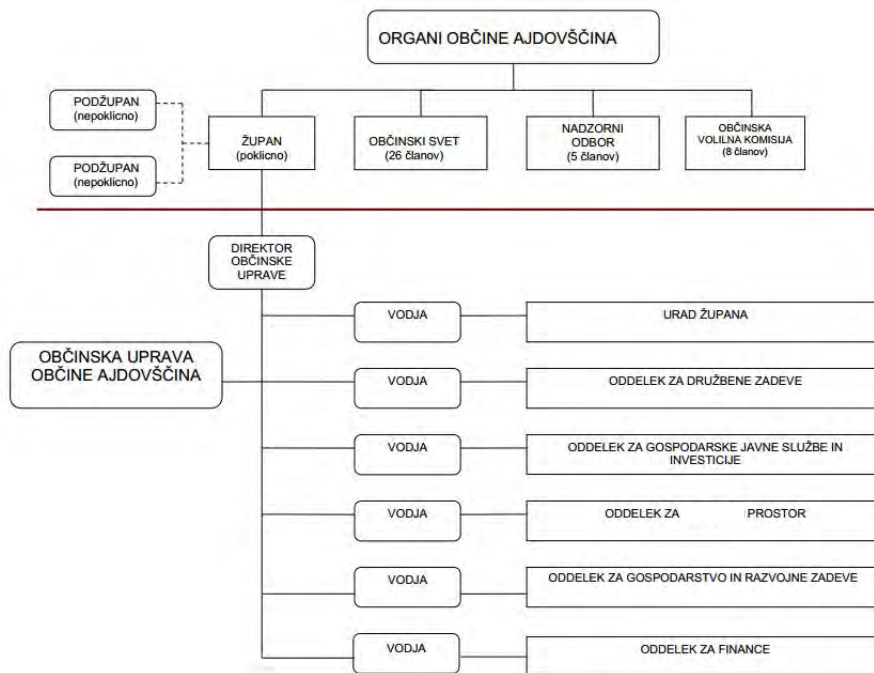 ORGANI OBČINE AJDOVŠČINA
PODŽUPAN
(nepoklicno)
PODŽUPAN
(nepoklicno)
ŽUPAN
(poklicno)
OBČINSKI SVET
(26 članov)
NADZORNI
ODBOR
(5 članov)
OBČINSKA
VOLILNA KOMISIJA
(8 članov)
DIREKTOR
OBČINSKE
UPRAVE
OBČINSKA UPRAVA
OBČINE AJDOVŠČINA
VODJA
URAD ŽUPANA
VODJA
ODDELEK ZA DRUŽBENE ZADEVE
VODJA
ODDELEK ZA GOSPODARSKE JAVNE SLUŽBE IN
INVESTICIJE
VODJA
ODDELEK ZA PROSTOR
VODJA
ODDELEK ZA GOSPODARSTVO IN RAZVOJNE ZADEVE
VODJA
ODDELEK ZA FINANCE